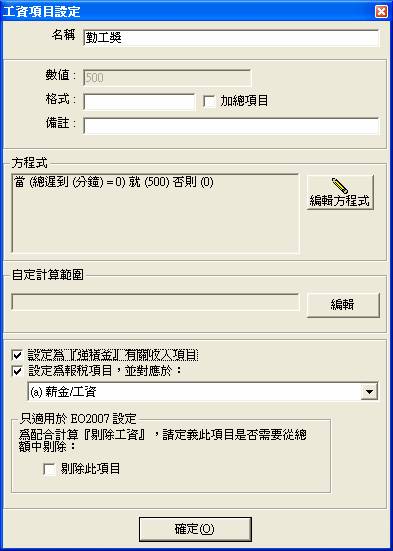 工資項目設定
名稱 勤工獎
數值: 500
格式: 加總項目
備註:
方程式
當 (總遲到 (分鐘) = 0) 就 (500) 否則 (0)
編輯方程式
自定計算範圍
編輯
設定為『強積金』有關收入項目
設定為報稅項目，並對應於：
(a) 薪金/工資
只適用於 EO2007 設定
為配合計算『剔除工資』，請定義此項目是否需要從總
額中剔除：
剔除此項目
確定(O)